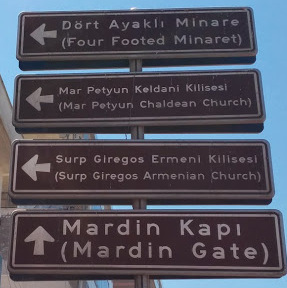 Dört Ayaklı Minare
(Four Footed Minaret)
Mar Petyun Keldani Kilisesi
(Mar Petyun Chaldean Church)
Surp Giregos Ermeni Kilisesi
(Surp Giregos Armenian Church)
Mardin Kapı
(Mardin Gate)